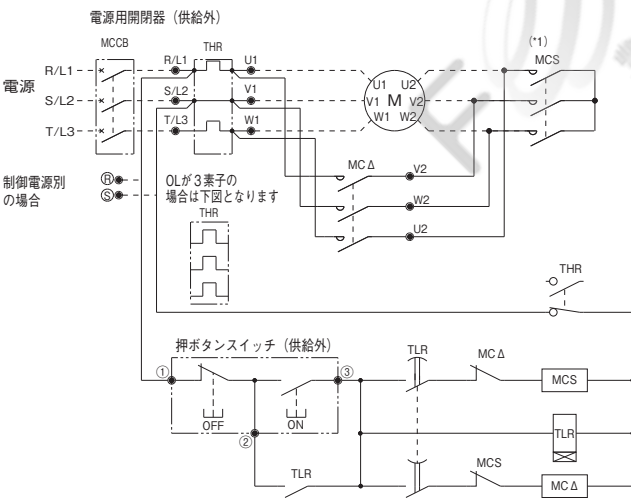 電源用開閉器（供給外）
MCCB
R/L1
THR
U1
(*1)
MCS
R/L1
U1 U2
電源
S/L2
S/L2
V1
V1 M V2
T/L3
T/L3
W1
W1 W2
MCΔ
V2
制御電源別
の場合
Ⓡ
Ⓢ
OLが３素子の
場合は下図となります
THR
W2
U2
THR
押ボタンスイッチ（供給外）
①
③
TLR
MCΔ
MCS
OFF
ON
②
TLR
TLR
MCS
MCΔ